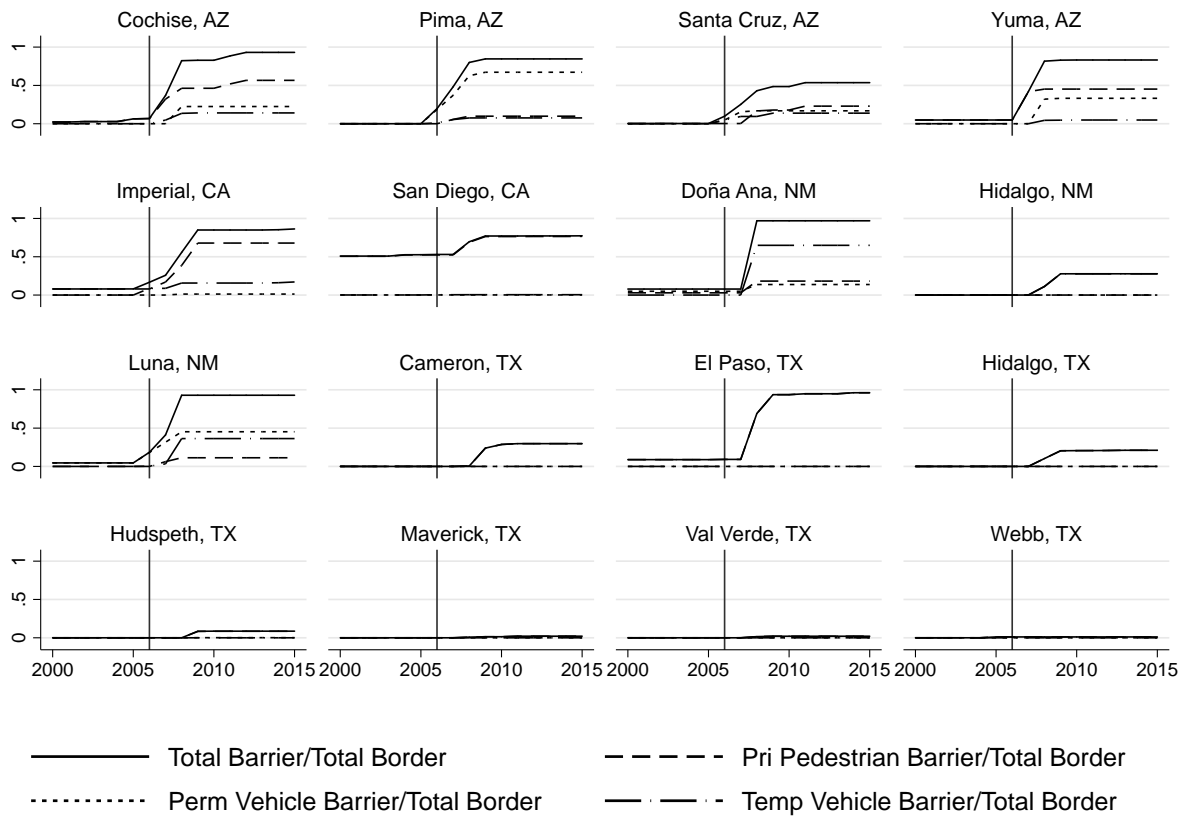 Cochise, AZ Pima, AZ Santa Cruz, AZ Yuma, AZ
1
.5
0
Imperial, CA San Diego, CA Doña Ana, NM Hidalgo, NM
1
.5
0
Luna, NM Cameron, TX El Paso, TX Hidalgo, TX
1
.5
0
Hudspeth, TX Maverick, TX Val Verde, TX Webb, TX
1
.5
0
2000 2005 2010 2015 2000 2005 2010 2015 2000 2005 2010 2015 2000 2005 2010 2015
Total Barrier/Total Border Pri Pedestrian Barrier/Total Border
Perm Vehicle Barrier/Total Border Temp Vehicle Barrier/Total Border